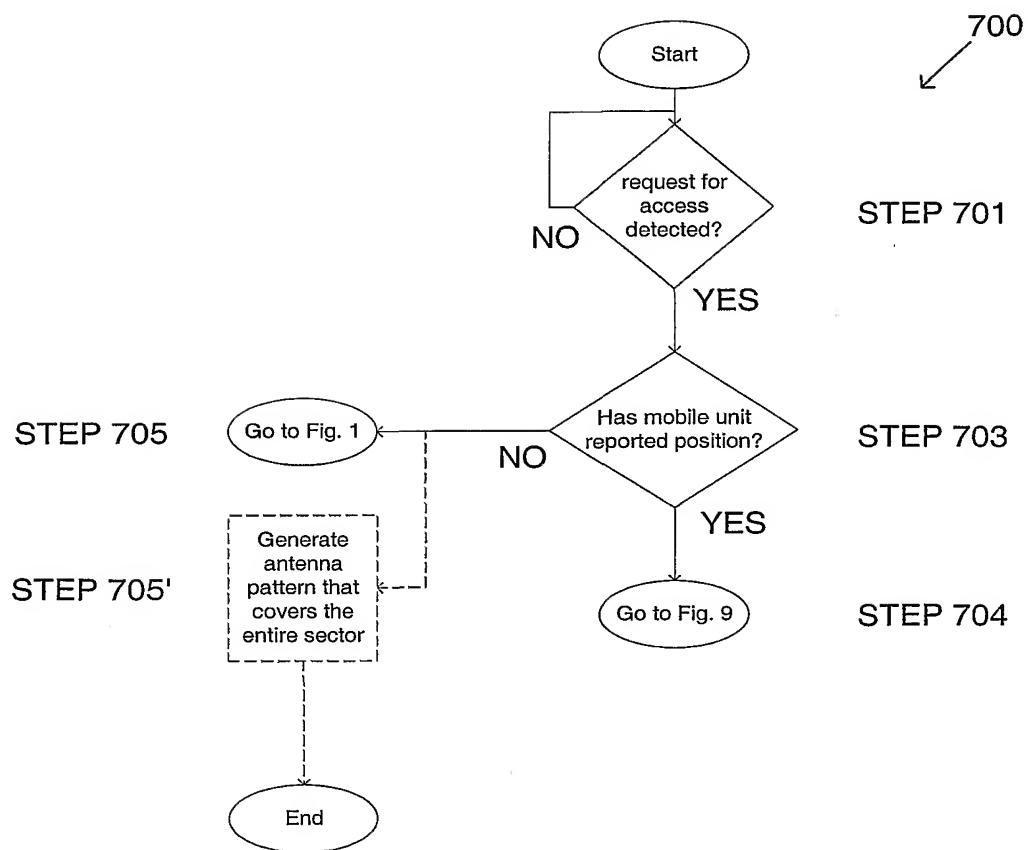 700
Start
request for
access
detected?
STEP 701
NO
YES
Has mobile unit
reported position?
STEP 703
STEP 705
Go to Fig. 1
NO
YES
Generate
antenna
pattern that
covers the
entire sector
STEP 705'
Go to Fig. 9
STEP 704
End